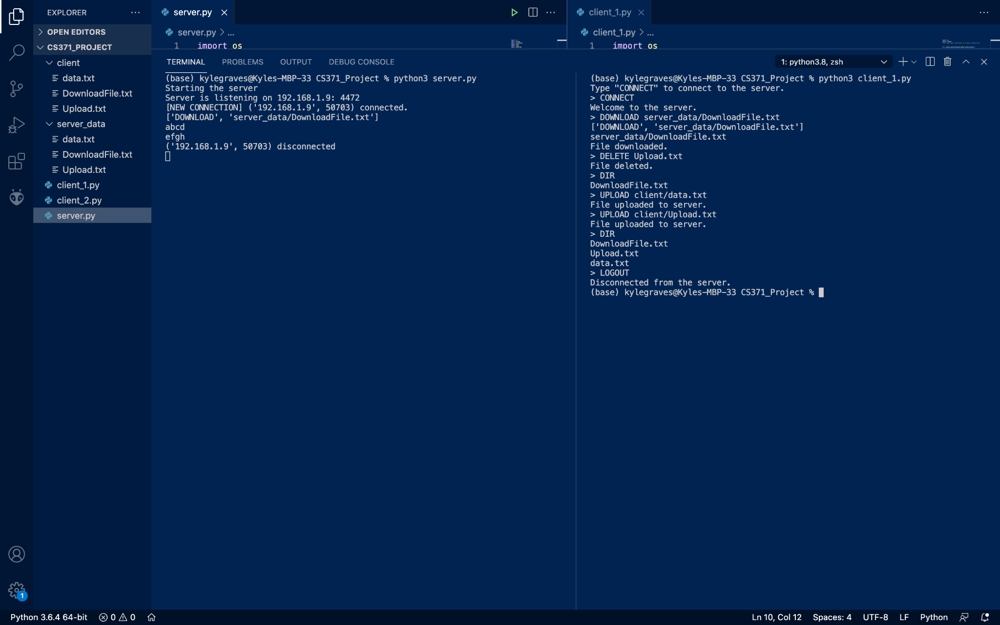 EXPLORER
OPEN EDITORS
CS371_PROJECT
client
data.txt
DownloadFile.txt
Upload.txt
server_data
data.txt
DownloadFile.txt
Upload.txt
client_1.py
client_2.py
server.py
server.py
server.py > ...
1 import os
client_1.py
client_1.py > ...
1 import os
TERMINAL PROBLEMS OUTPUT DEBUG CONSOLE
1: python3.8, zsh
(base) kylegraves@Kyles-MBP-33 CS371_Project % python3 server.py
Starting the server
Server is listening on 192.168.1.9: 4472
[NEW CONNECTION] ('192.168.1.9', 50703) connected.
['DOWNLOAD', 'server_data/DownloadFile.txt']
abcd
efgh
('192.168.1.9', 50703) disconnected
(base) kylegraves@Kyles-MBP-33 CS371_Project % python3 client_1.py
Type "CONNECT" to connect to the server.
> CONNECT
Welcome to the server.
> DOWNLOAD server_data/DownloadFile.txt
['DOWNLOAD', 'server_data/DownloadFile.txt']
server_data/DownloadFile.txt
File downloaded.
> DELETE Upload.txt
File deleted.
> DIR
DownloadFile.txt
> UPLOAD client/data.txt
File uploaded to server.
> UPLOAD client/Upload.txt
File uploaded to server.
> DIR
DownloadFile.txt
Upload.txt
data.txt
> LOGOUT
Disconnected from the server.
(base) kylegraves@Kyles-MBP-33 CS371_Project %
1
Python 3.6.4 64-bit 0 0
Ln 10, Col 12 Spaces: 4 UTF-8 LF Python